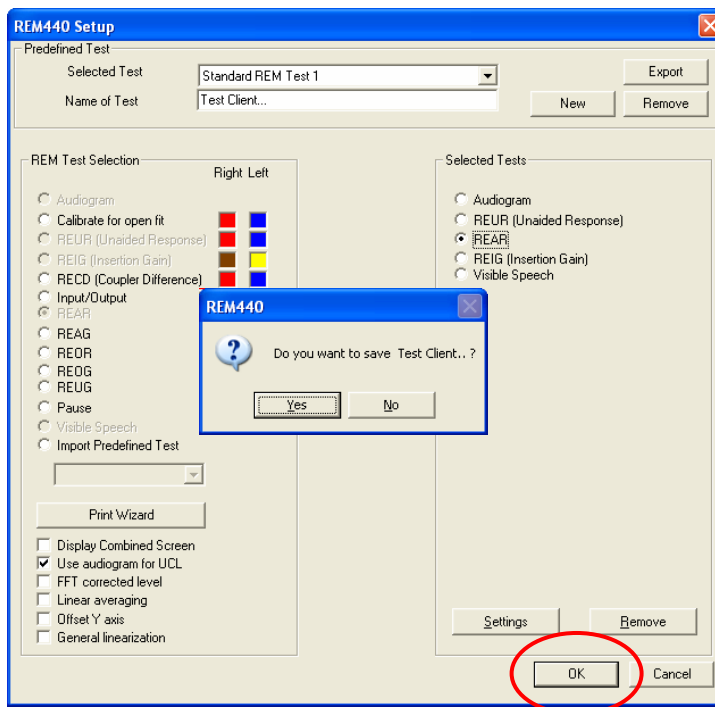 REM440 Setup
Predefined Test
Selected Test
Standard REM Test 1
Export
Name of Test
Test Client...
New
Remove
REM Test Selection
Right Left
Audiogram
Calibrate for open fit
REUR (Unaided Response)
REIG (Insertion Gain)
RECD (Coupler Difference)
Input/Output
REAR
REAG
REOR
REOG
REUG
Pause
Visible Speech
Import Predefined Test
Print Wizard
Display Combined Screen
Use audiogram for UCL
FFT corrected level
Linear averaging
Offset Y axis
General linearization
REM440
Do you want to save Test Client.. ?
Yes
No
Selected Tests
Audiogram
REUR (Unaided Response)
REAR
REIG (Insertion Gain)
Visible Speech
Settings
Remove
OK
Cancel